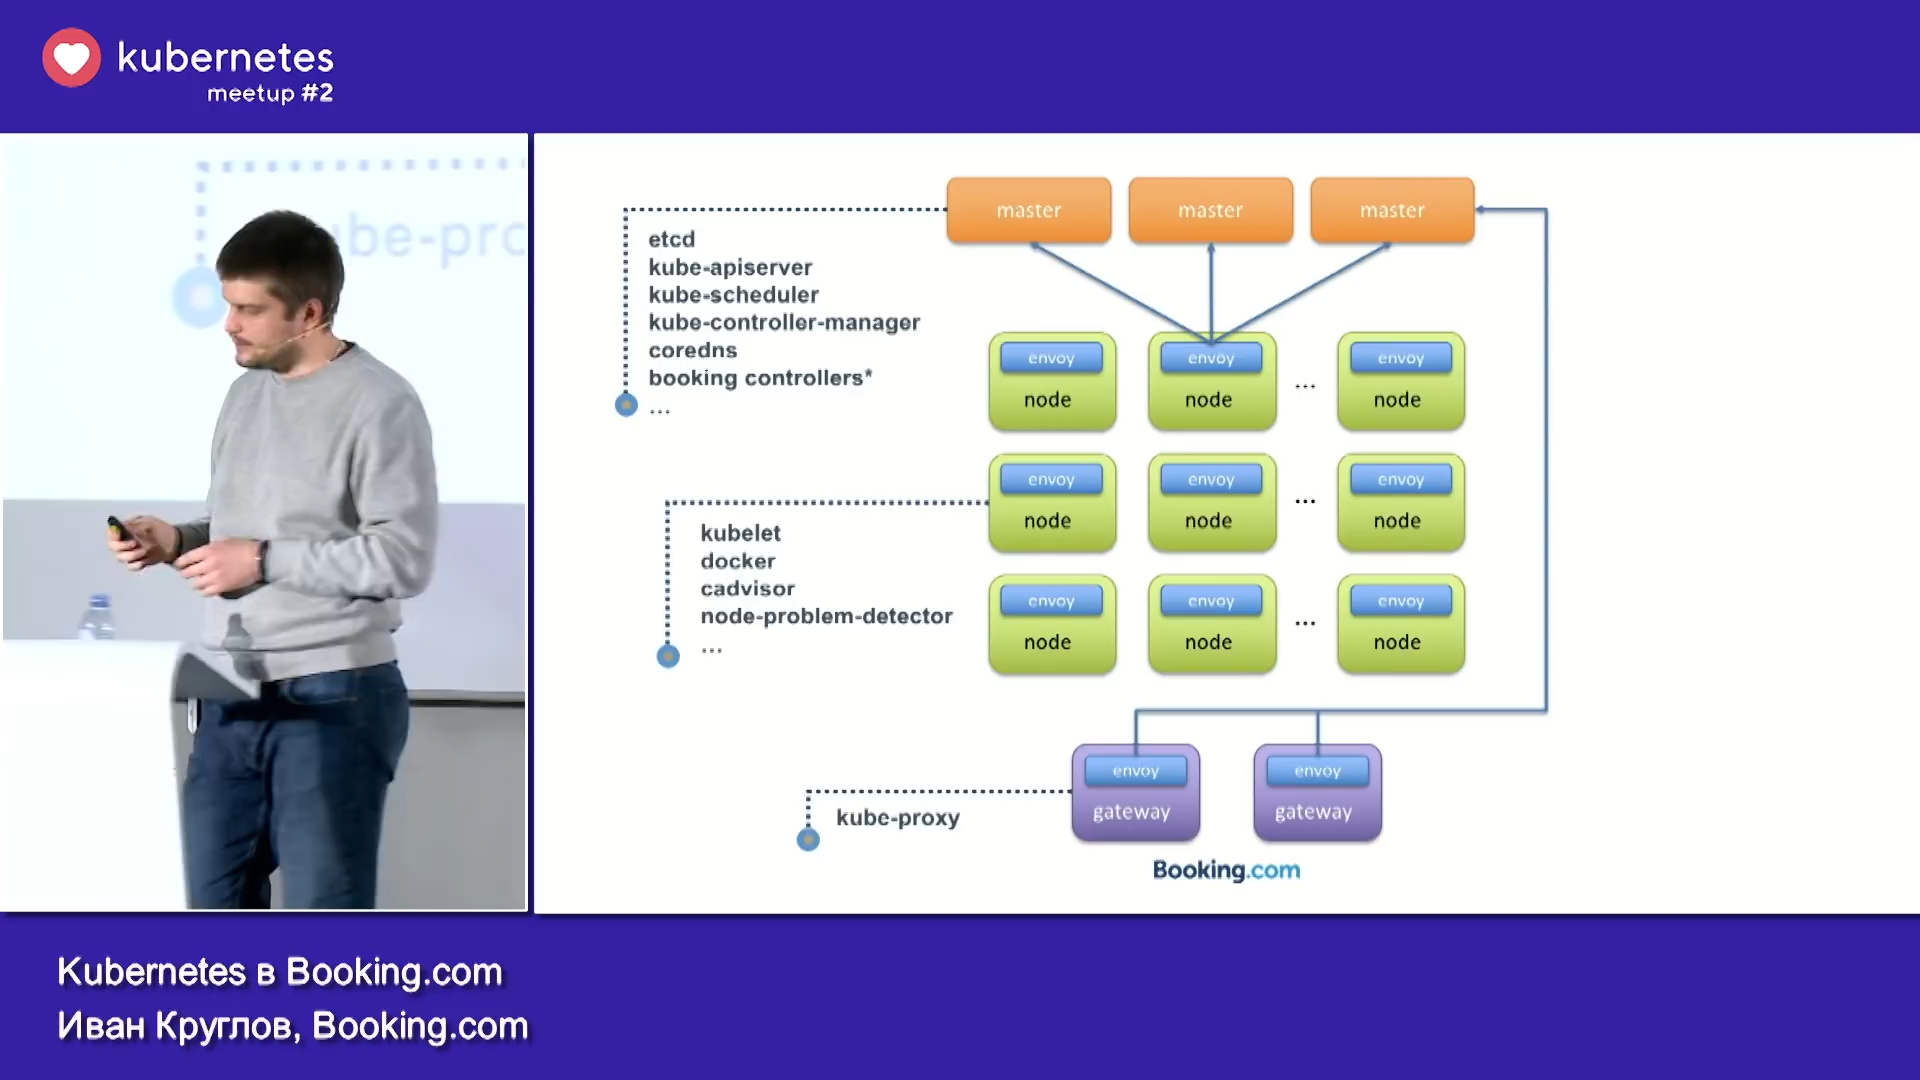 kubernetes
meetup #2
kube-pro
master
master
master
etcd
kube-apiserver
kube-scheduler
kube-controller-manager
coredns
booking controllers*
...
envoy
node
envoy
node
...
envoy
node
kubelet
docker
cadvisor
node-problem-detector
...
envoy
node
envoy
node
...
envoy
node
envoy
node
envoy
node
...
envoy
node
kube-proxy
envoy
gateway
envoy
gateway
Booking.com
Kubernetes в Booking.com
Иван Круглов, Booking.com